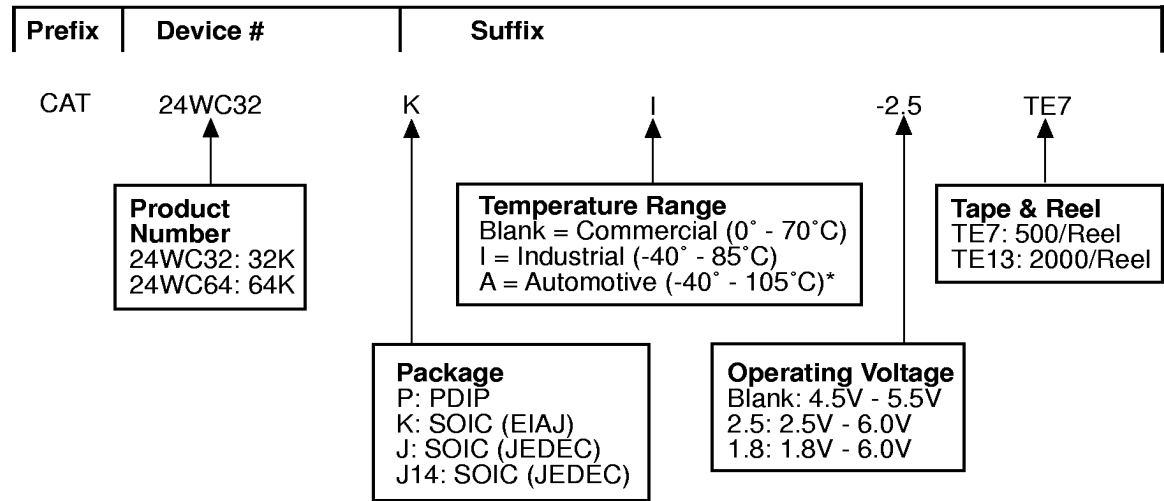 Prefix Device # Suffix
CAT 24WC32 K I -2.5 TE7
Product
Number
24WC32: 32K
24WC64: 64K
Temperature Range
Blank = Commercial (0˚ - 70˚C)
I = Industrial (-40˚ - 85˚C)
A = Automotive (-40˚ - 105˚C)*
Tape & Reel
TE7: 500/Reel
TE13: 2000/Reel
Package
P: PDIP
K: SOIC (EIAJ)
J: SOIC (JEDEC)
J14: SOIC (JEDEC)
Operating Voltage
Blank: 4.5V - 5.5V
2.5: 2.5V - 6.0V
1.8: 1.8V - 6.0V